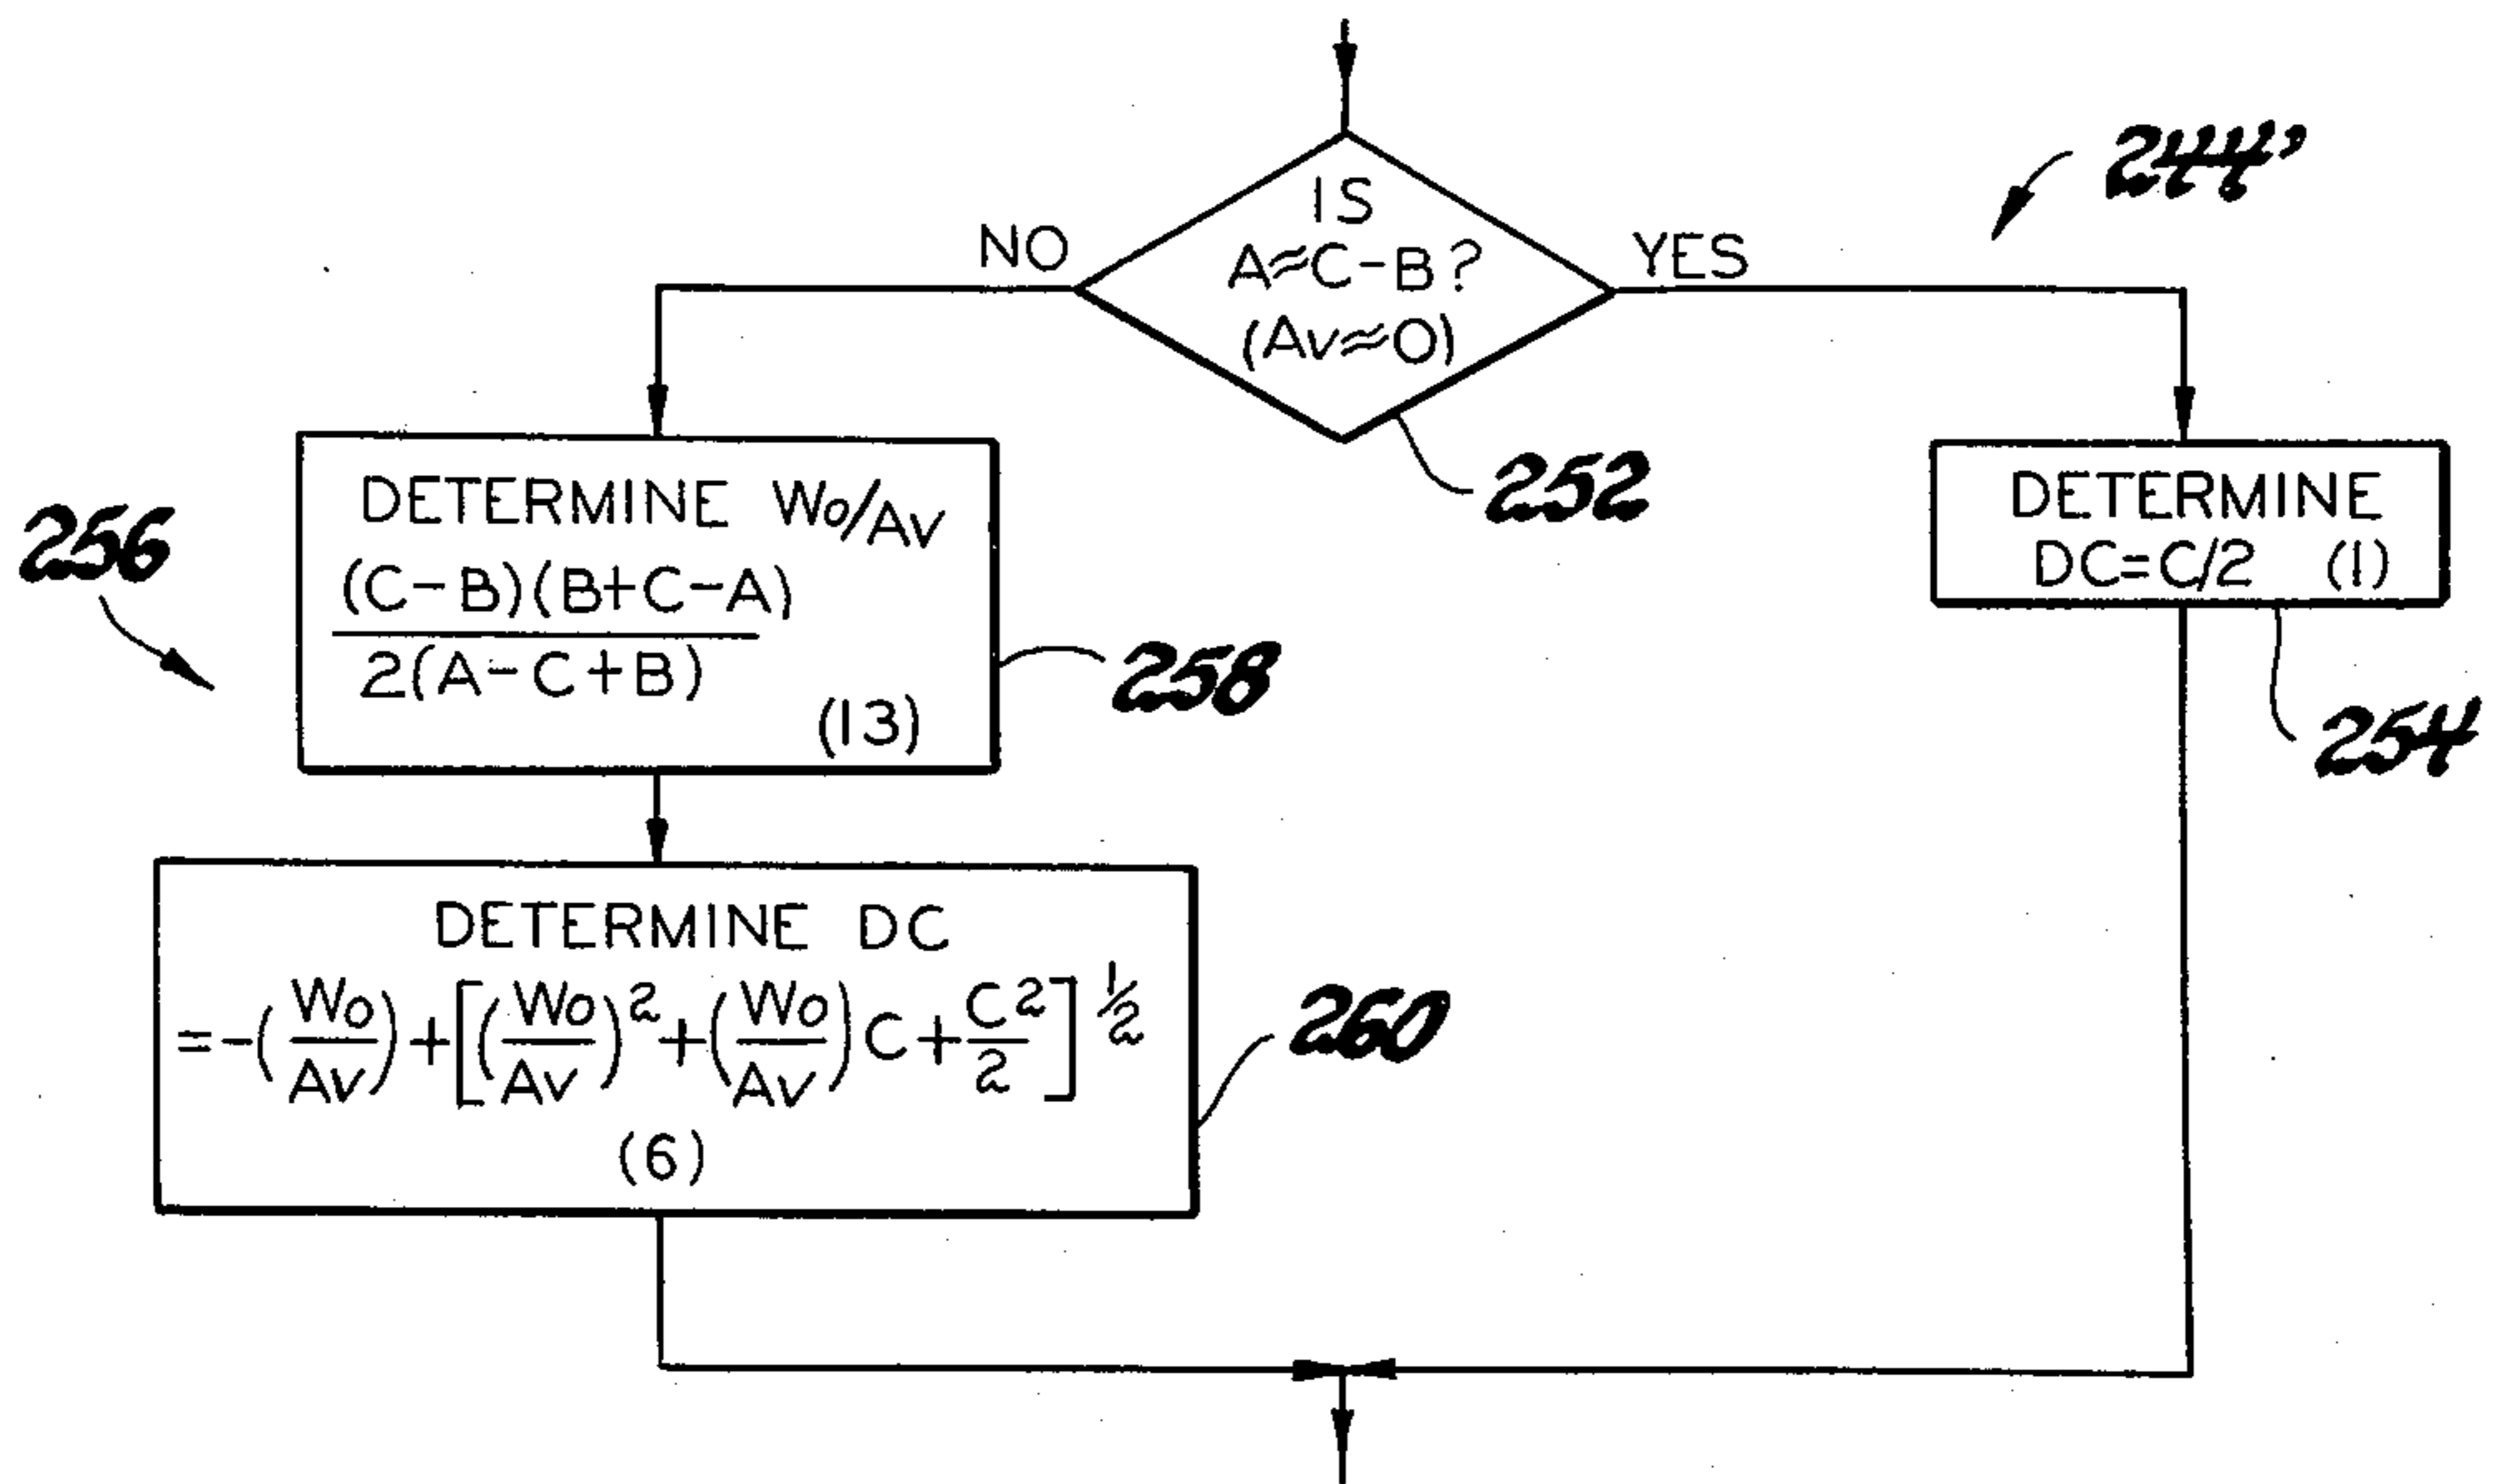 244'
IS
A≈C-B?
(AV≈O)
NO
YES
252
DETERMINE WO/AV
(C-B)(B+C-A)
2(A-C+B)
(13)
256
258
DETERMINE
DC=C/2 (1)
254
DETERMINE DC
=-(WO/AV)+[(WO/AV)²+(WO/AV)C+C²/2]^½
(6)
260